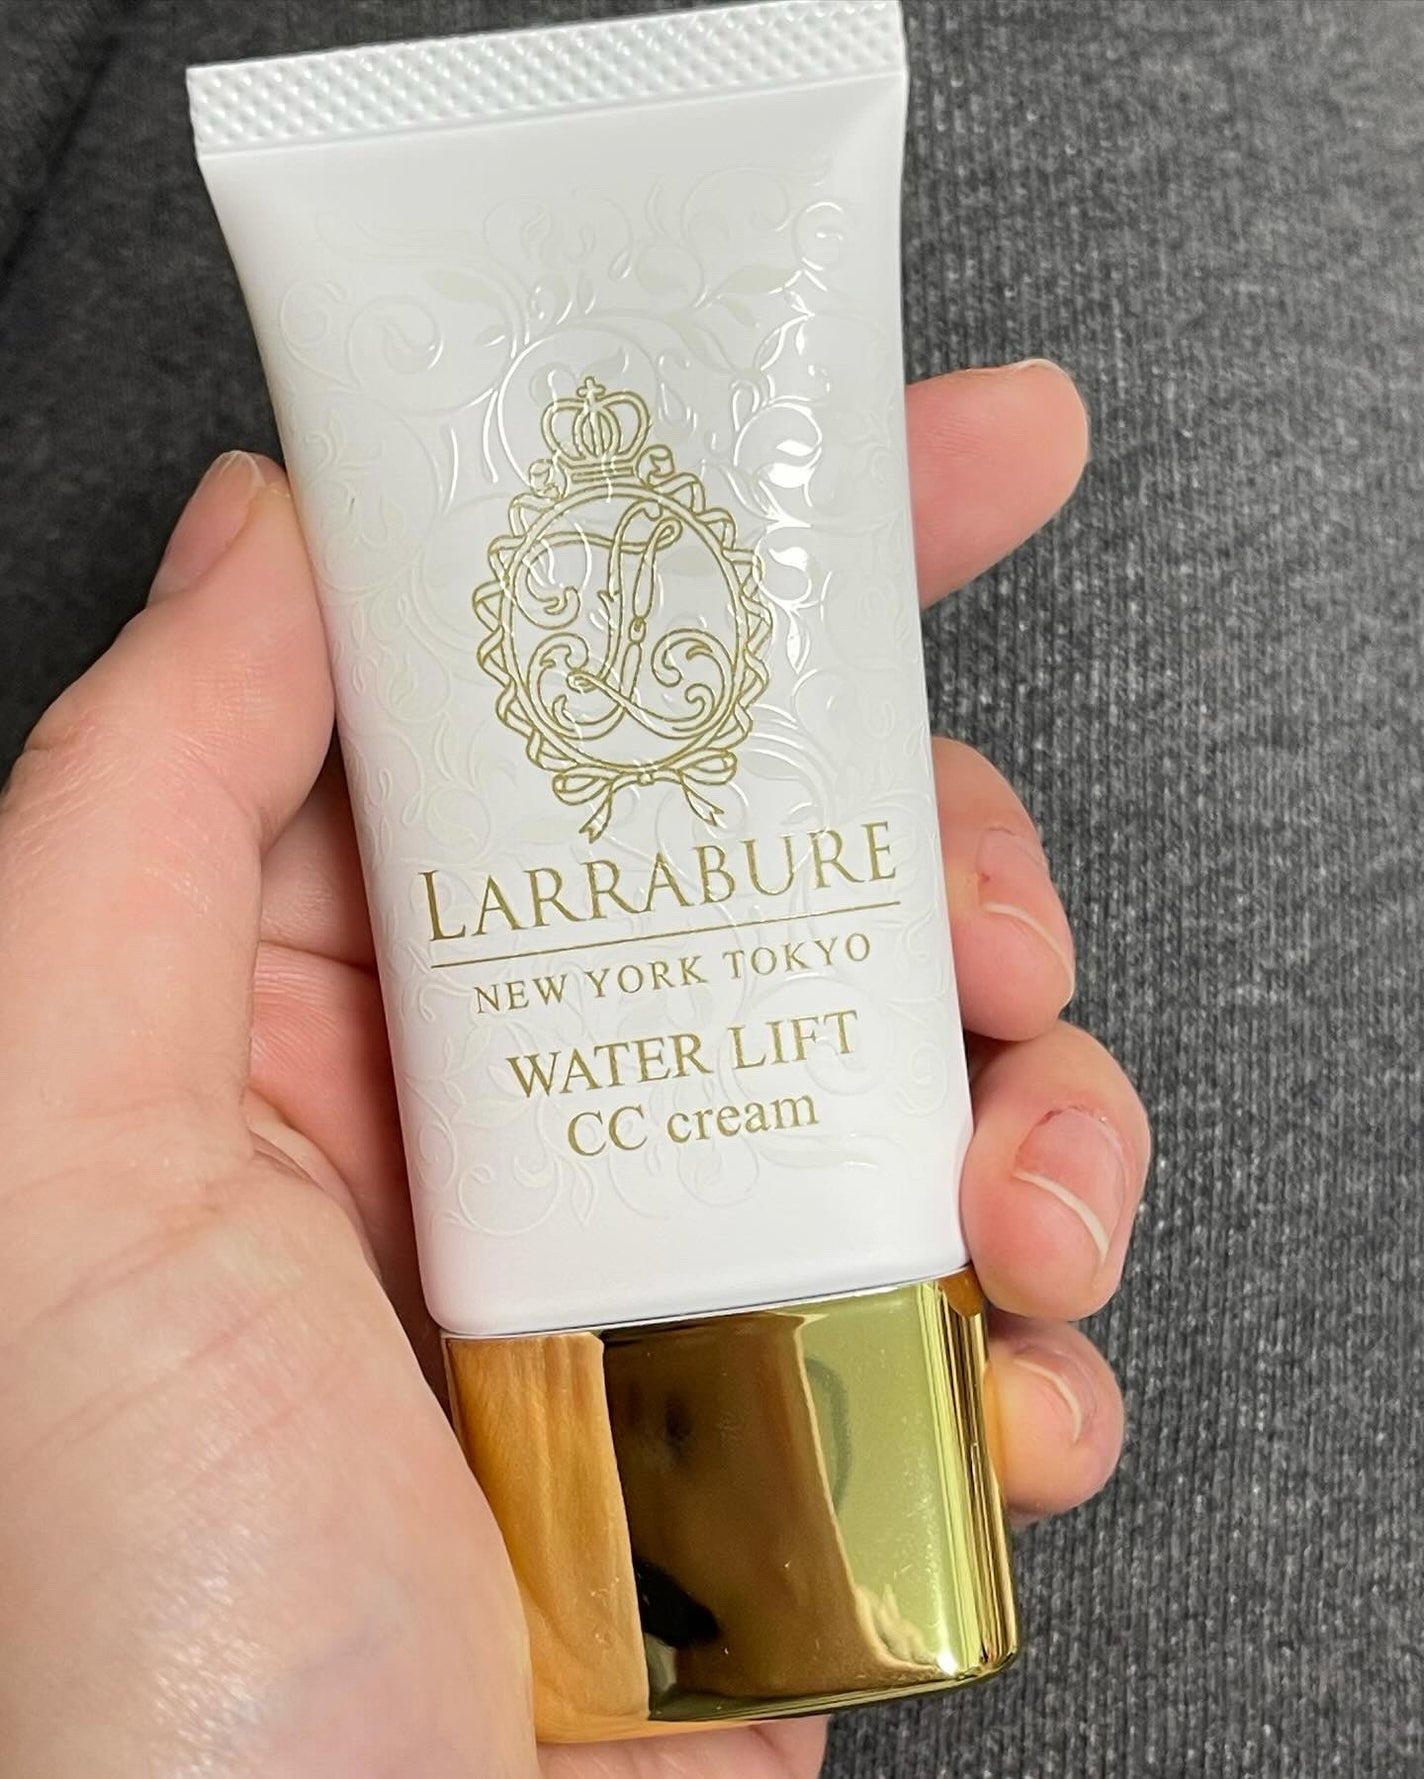 LARRABURE
NEW YORK TOKYO
WATER LIFT
CC cream